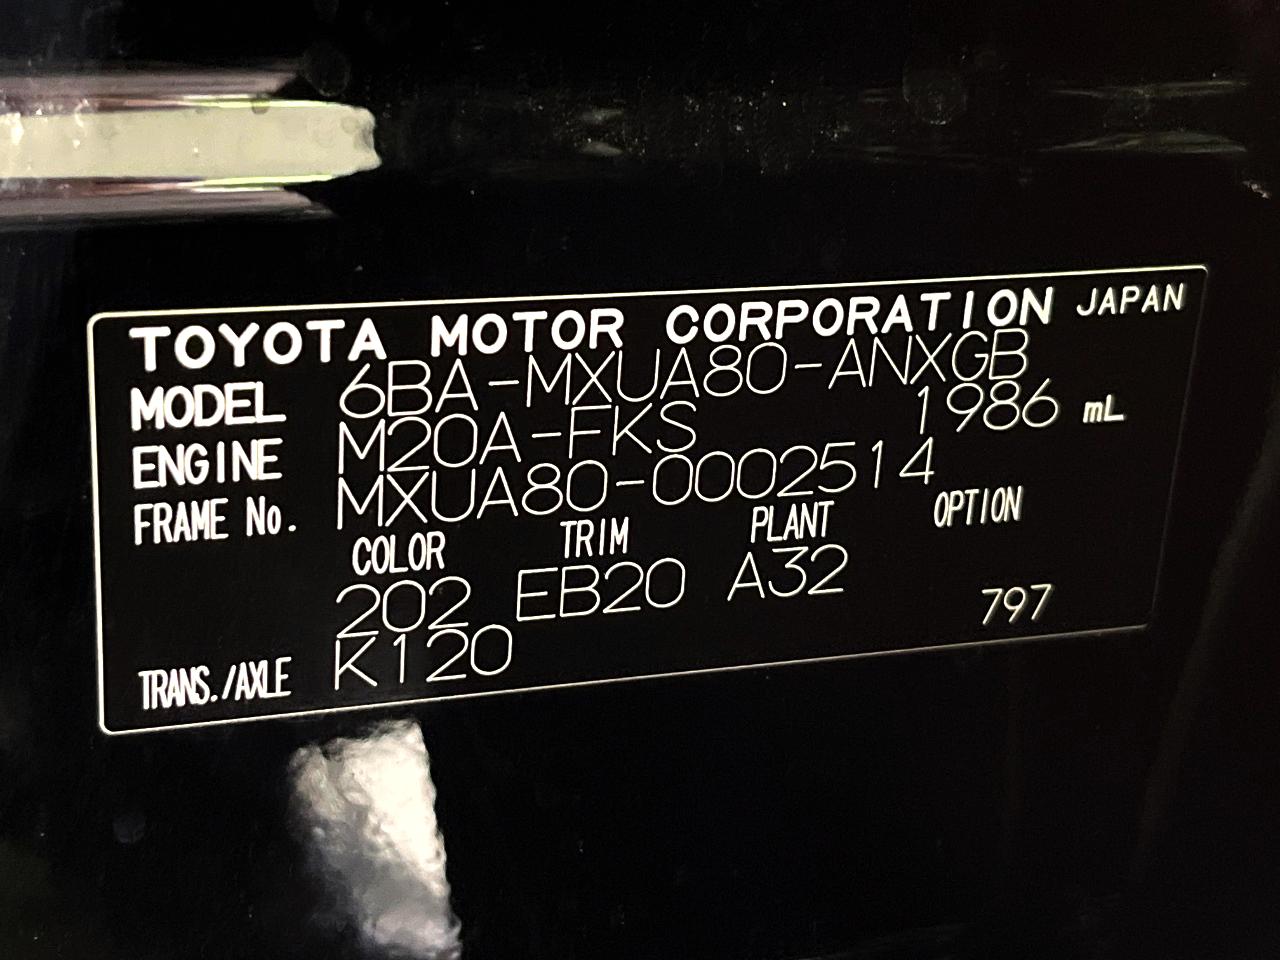 TOYOTA MOTOR CORPORATION JAPAN
MODEL 6BA-MXUA80-ANXGB
ENGINE M20A-FKS 1986 mL
FRAME No. MXUA80-0002514
COLOR TRIM PLANT OPTION
202 EB20 A32 797
TRANS./AXLE K120